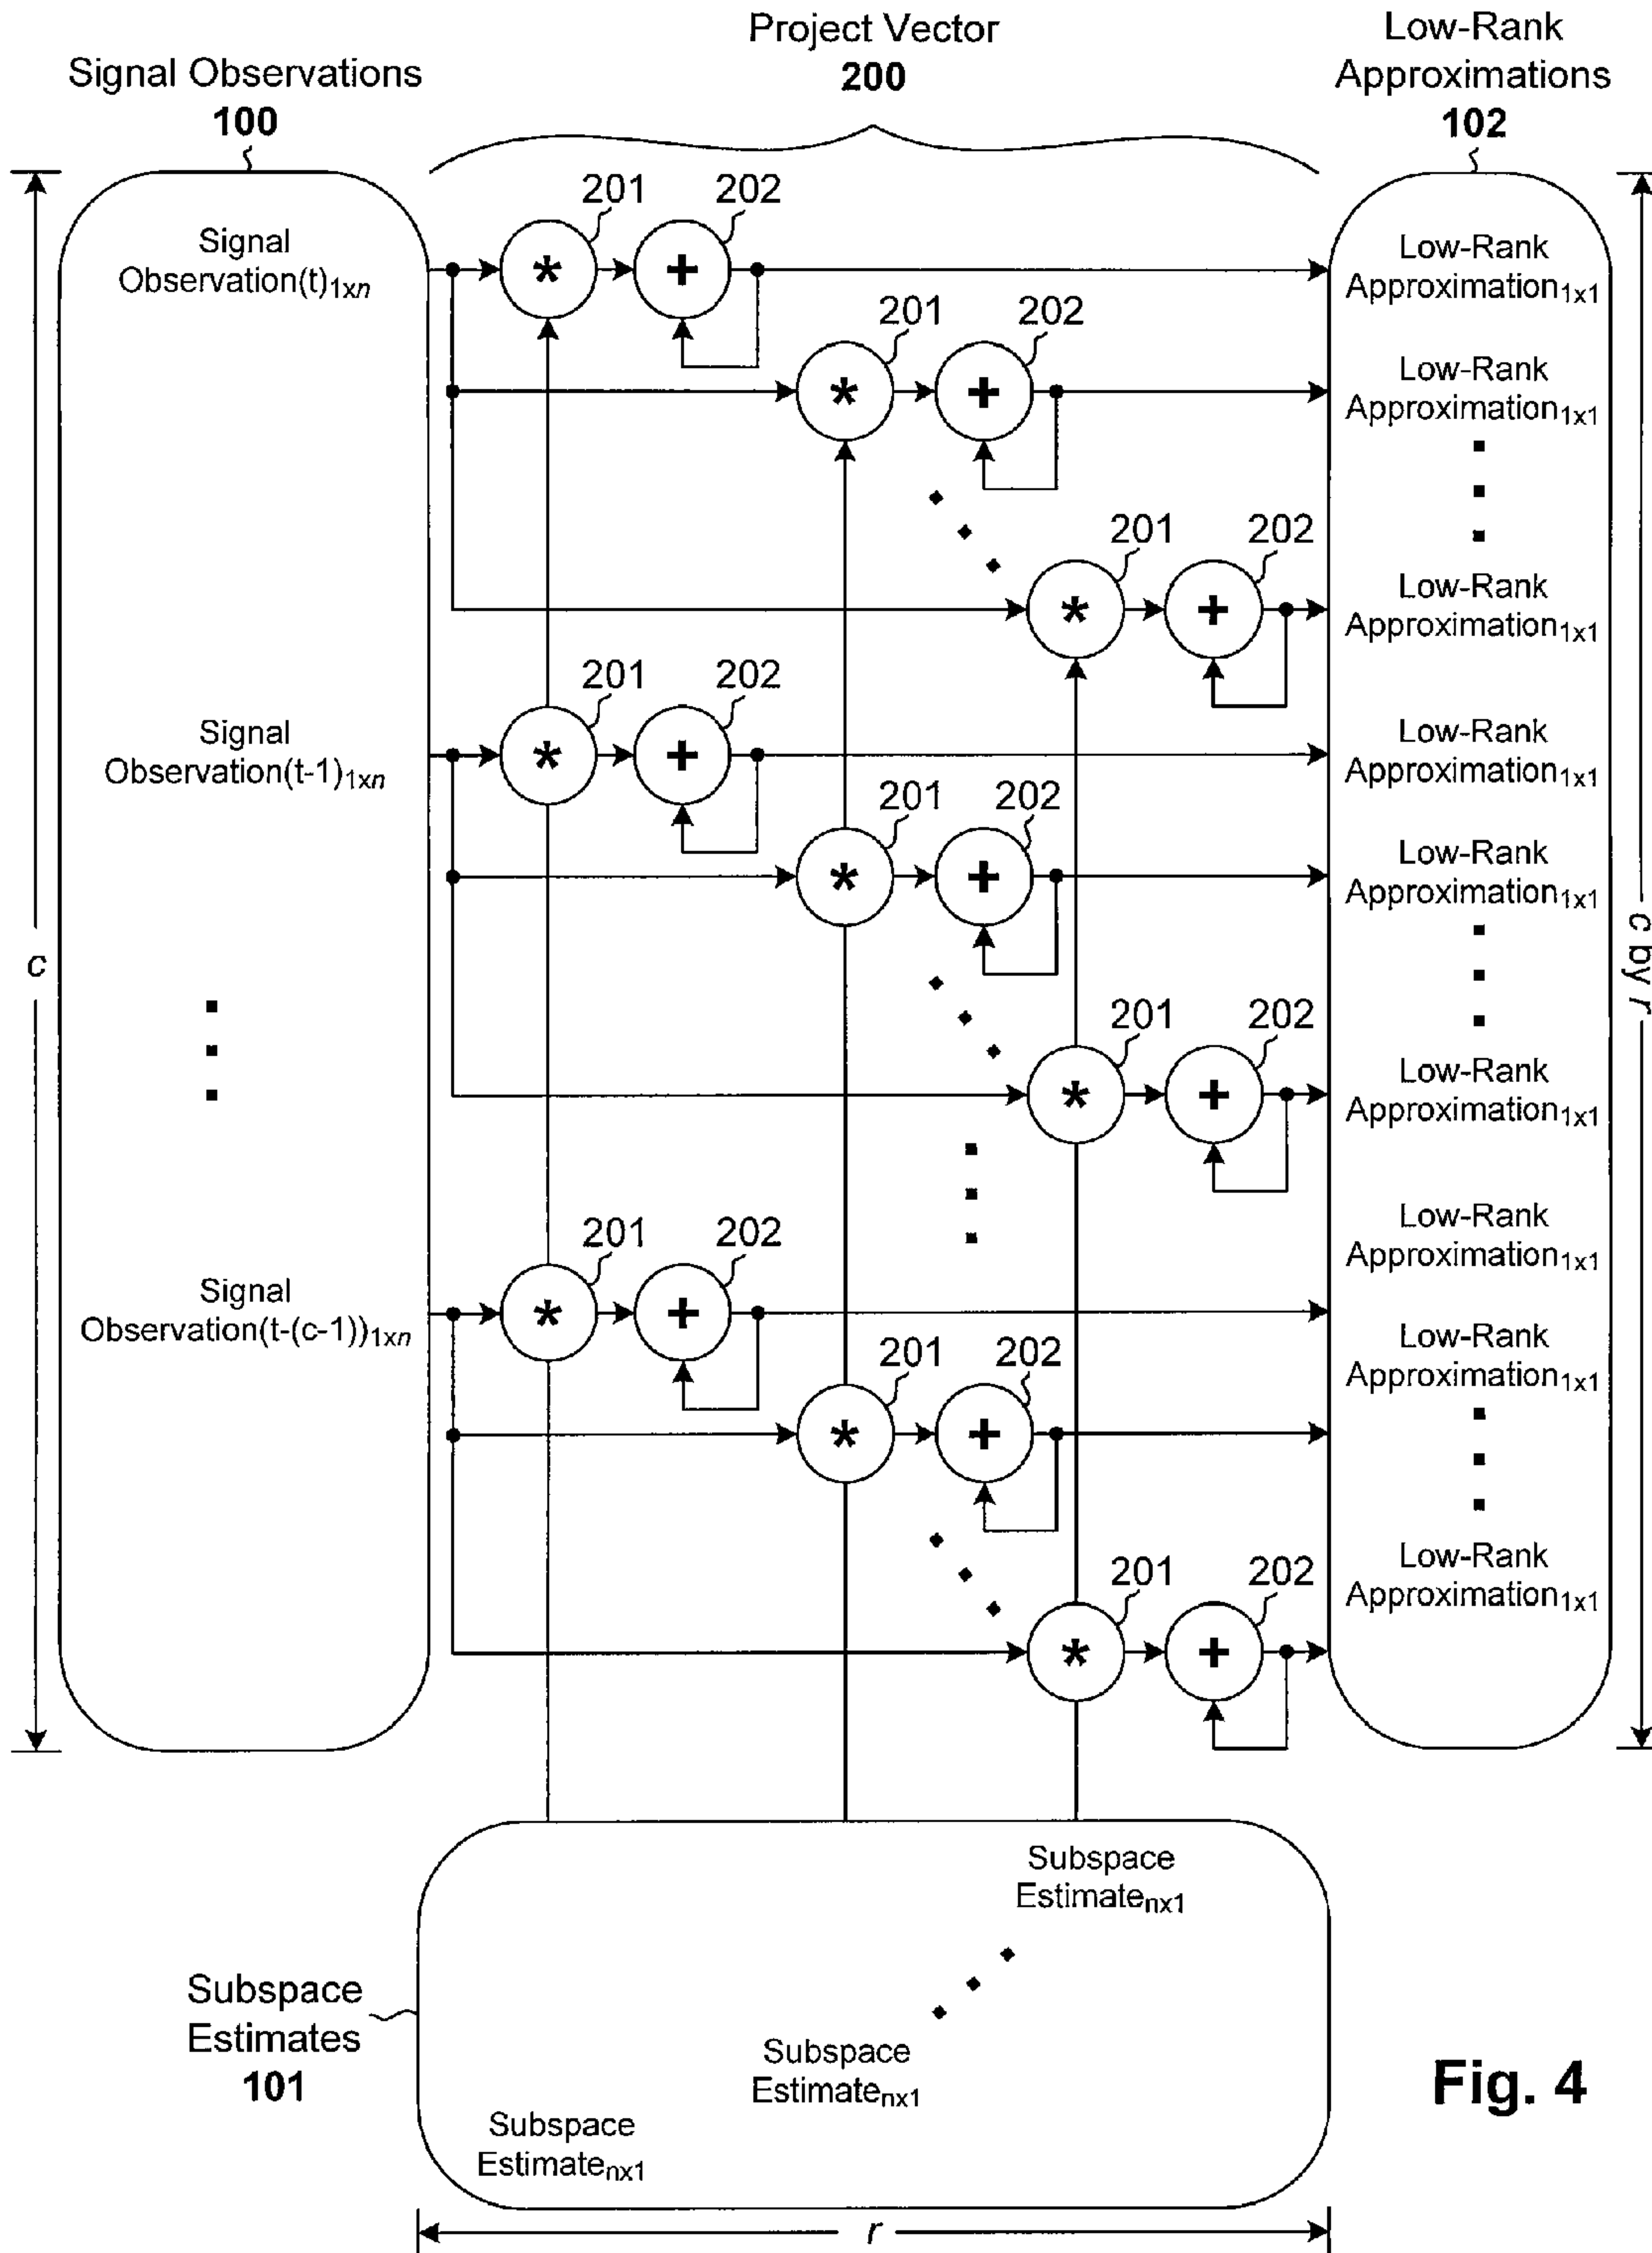 Project Vector
200
Low-Rank
Approximations
102
Signal Observations
100
201
202
Signal
Observation(t)1xn
*
+
Low-Rank
Approximation1x1
201
202
*
+
Low-Rank
Approximation1x1
201
202
*
+
Low-Rank
Approximation1x1
201
202
Signal
Observation(t-1)1xn
*
+
Low-Rank
Approximation1x1
201
202
*
+
Low-Rank
Approximation1x1
c
c by r
201
202
*
+
Low-Rank
Approximation1x1
201
202
Signal
Observation(t-(c-1))1xn
*
+
Low-Rank
Approximation1x1
201
202
*
+
Low-Rank
Approximation1x1
201
202
*
+
Low-Rank
Approximation1x1
Subspace
Estimatenx1
Subspace
Estimates
101
Subspace
Estimatenx1
Subspace
Estimatenx1
r
Fig. 4